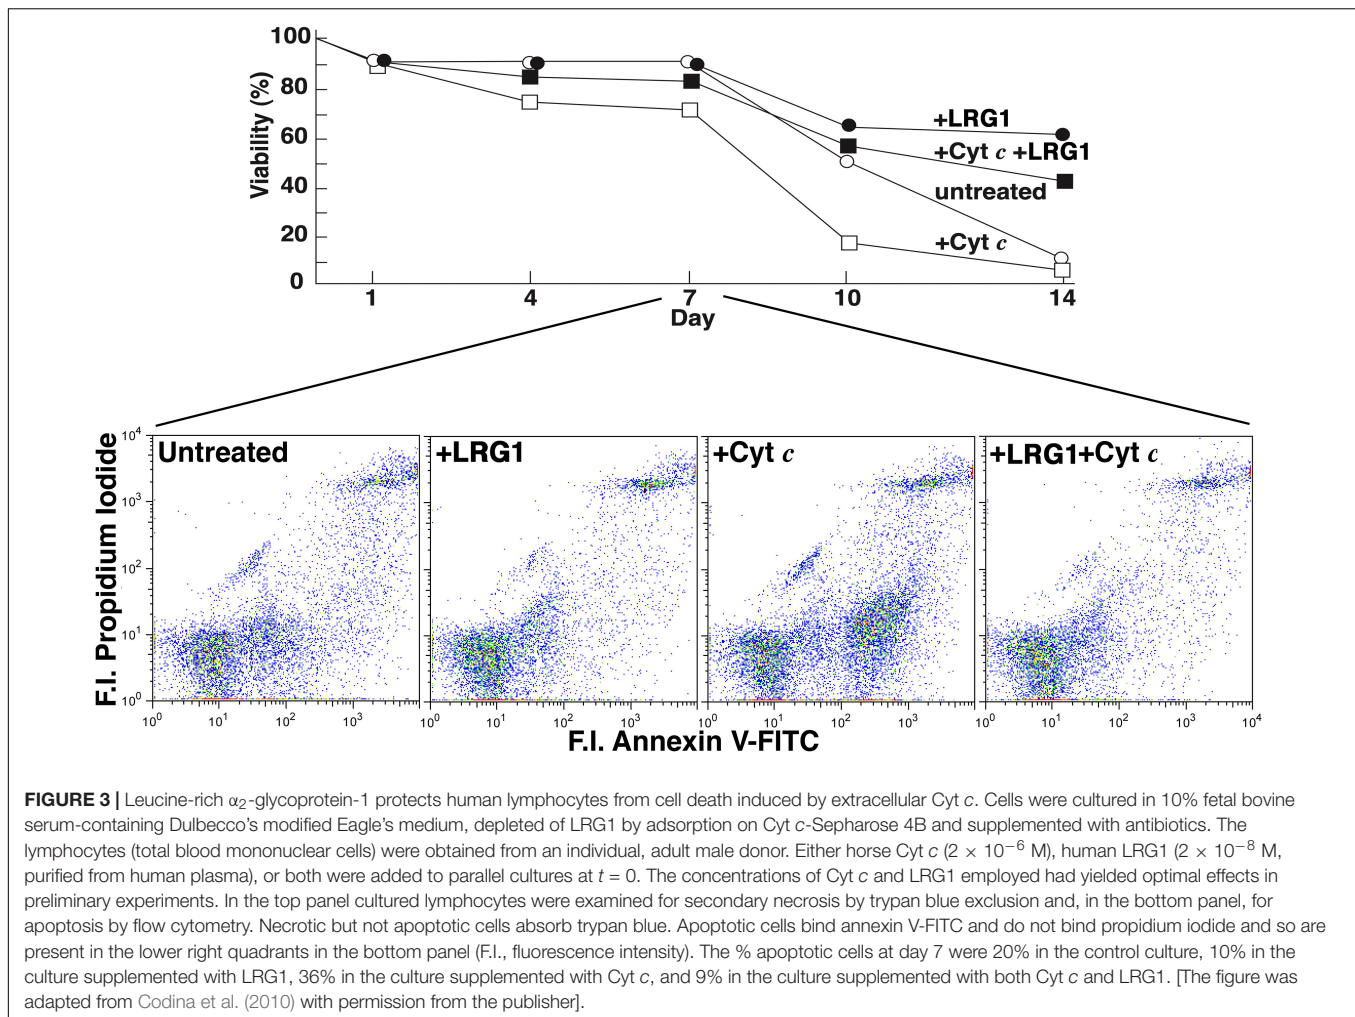 100
80
60
40
20
0
Viability (%)
+LRG1
+Cyt c +LRG1
untreated
+Cyt c
1 4 7 10 14
Day
Untreated +LRG1 +Cyt c +LRG1+Cyt c
F.I. Propidium Iodide
10⁴
10³
10²
10¹
10⁰
10⁰ 10¹ 10² 10³ 10⁰ 10¹ 10² 10³ 10⁰ 10¹ 10² 10³ 10⁰ 10¹ 10² 10³ 10⁴
F.I. Annexin V-FITC
FIGURE 3 | Leucine-rich α₂-glycoprotein-1 protects human lymphocytes from cell death induced by extracellular Cyt c. Cells were cultured in 10% fetal bovine
serum-containing Dulbecco's modified Eagle's medium, depleted of LRG1 by adsorption on Cyt c-Sepharose 4B and supplemented with antibiotics. The
lymphocytes (total blood mononuclear cells) were obtained from an individual, adult male donor. Either horse Cyt c (2 × 10⁻⁶ M), human LRG1 (2 × 10⁻⁸ M,
purified from human plasma), or both were added to parallel cultures at t = 0. The concentrations of Cyt c and LRG1 employed had yielded optimal effects in
preliminary experiments. In the top panel cultured lymphocytes were examined for secondary necrosis by trypan blue exclusion and, in the bottom panel, for
apoptosis by flow cytometry. Necrotic but not apoptotic cells absorb trypan blue. Apoptotic cells bind annexin V-FITC and do not bind propidium iodide and so are
present in the lower right quadrants in the bottom panel (F.I., fluorescence intensity). The % apoptotic cells at day 7 were 20% in the control culture, 10% in the
culture supplemented with LRG1, 36% in the culture supplemented with Cyt c, and 9% in the culture supplemented with both Cyt c and LRG1. [The figure was
adapted from Codina et al. (2010) with permission from the publisher].